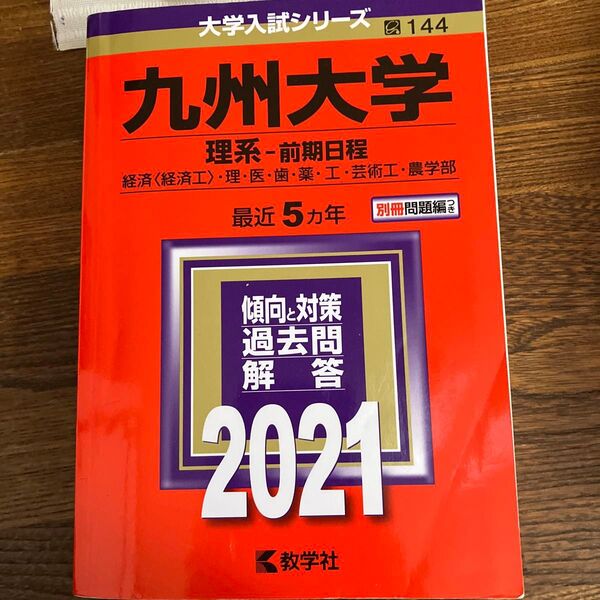 大学入試シリーズ 144
九州大学
理系-前期日程
経済〈経済工〉・理・医・歯・薬・工・芸術工・農学部
最近5ヵ年 別冊問題編つき
傾向と対策
過去問
解答
2021
教学社